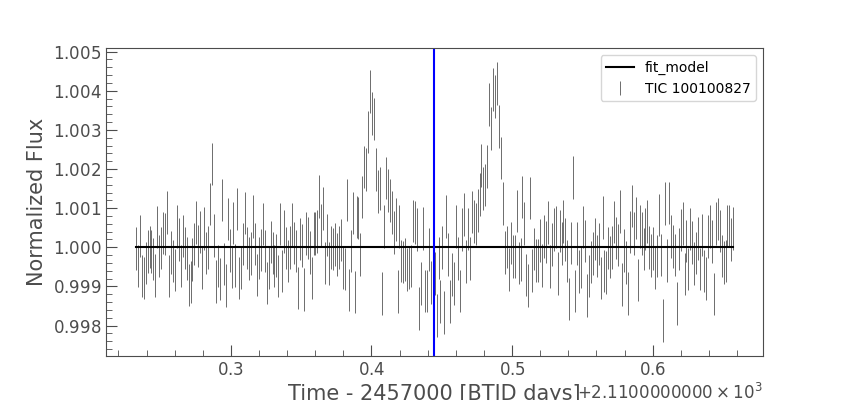 1.005
1.004
1.003
1.002
1.001
1.000
0.999
0.998
Normalized Flux
fit_model
TIC 100100827
0.3 0.4 0.5 0.6
Time - 2457000 [BTJD days]
+2.1100000000 × 10³